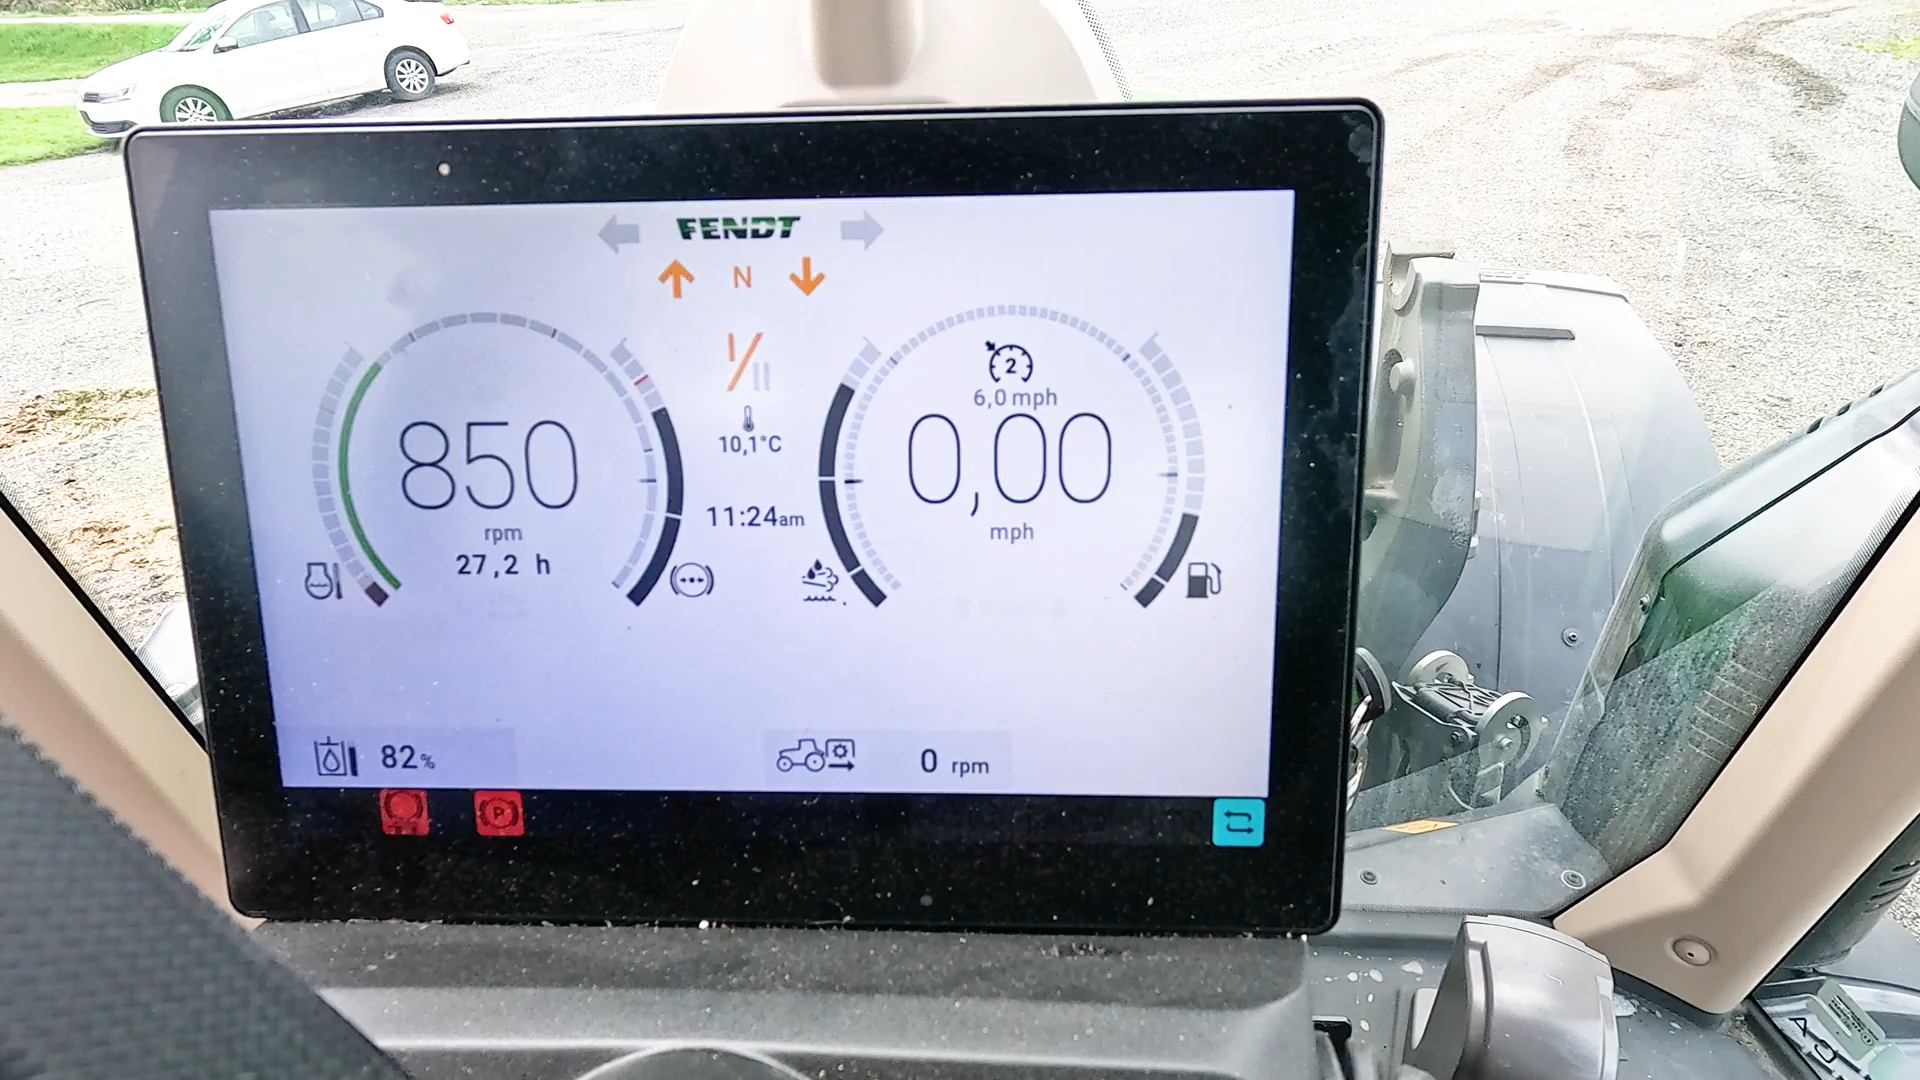 FENDT
N
I/II
2
6,0 mph
850
rpm
27,2 h
10,1°C
11:24am
0,00
mph
82%
0 rpm
P